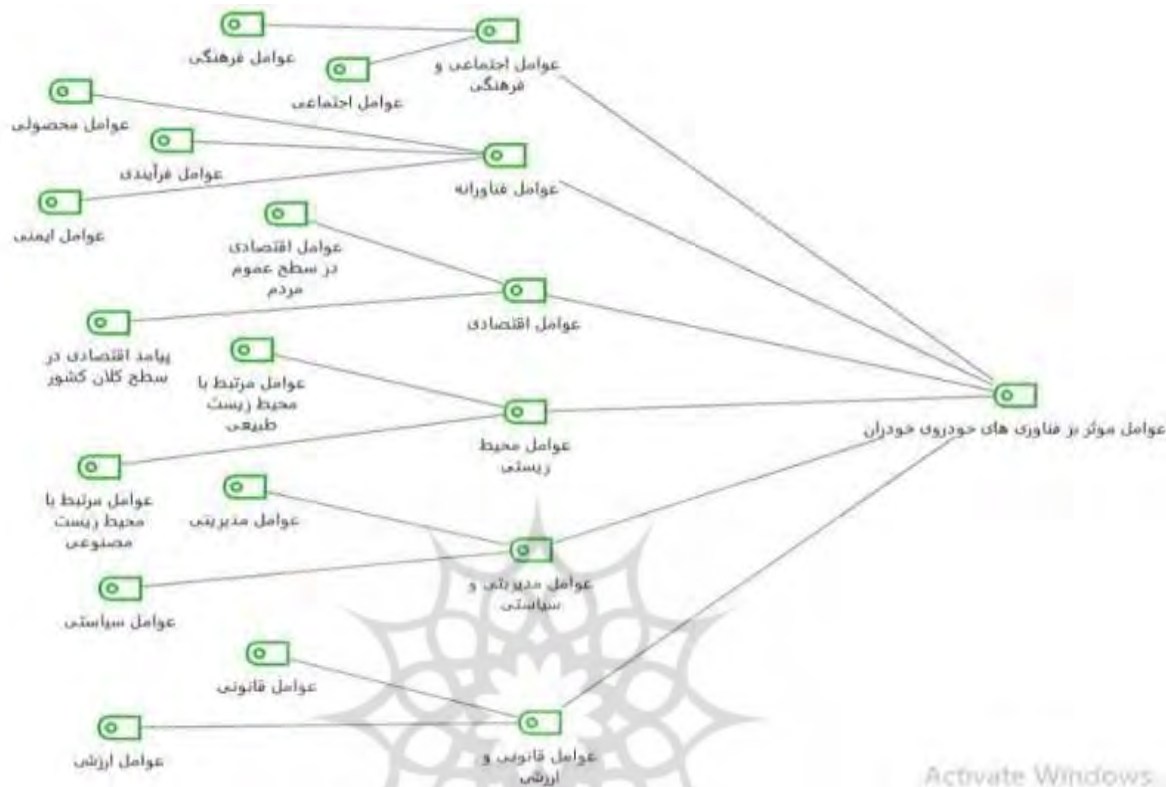 عوامل فرهنگی
عوامل اجتماعی و
فرهنگی
عوامل اجتماعی
عوامل محصولی
عوامل فرآیندی
عوامل فناورانه
عوامل ایمنی
عوامل اقتصادی
در سطح عموم
مردم
عوامل اقتصادی
پیامد اقتصادی در
سطح کلان کشور
عوامل مرتبط با
محیط زیست
طبیعی
عوامل موثر بر فناوری های خودروی خودران
عوامل محیط
زیستی
عوامل مرتبط با
محیط زیست
مصنوعی
عوامل مدیریتی
عوامل مدیریتی و
سیاستی
عوامل سیاستی
عوامل قانونی
عوامل قانونی و
ارزشی
عوامل ارزشی
Activate Windows